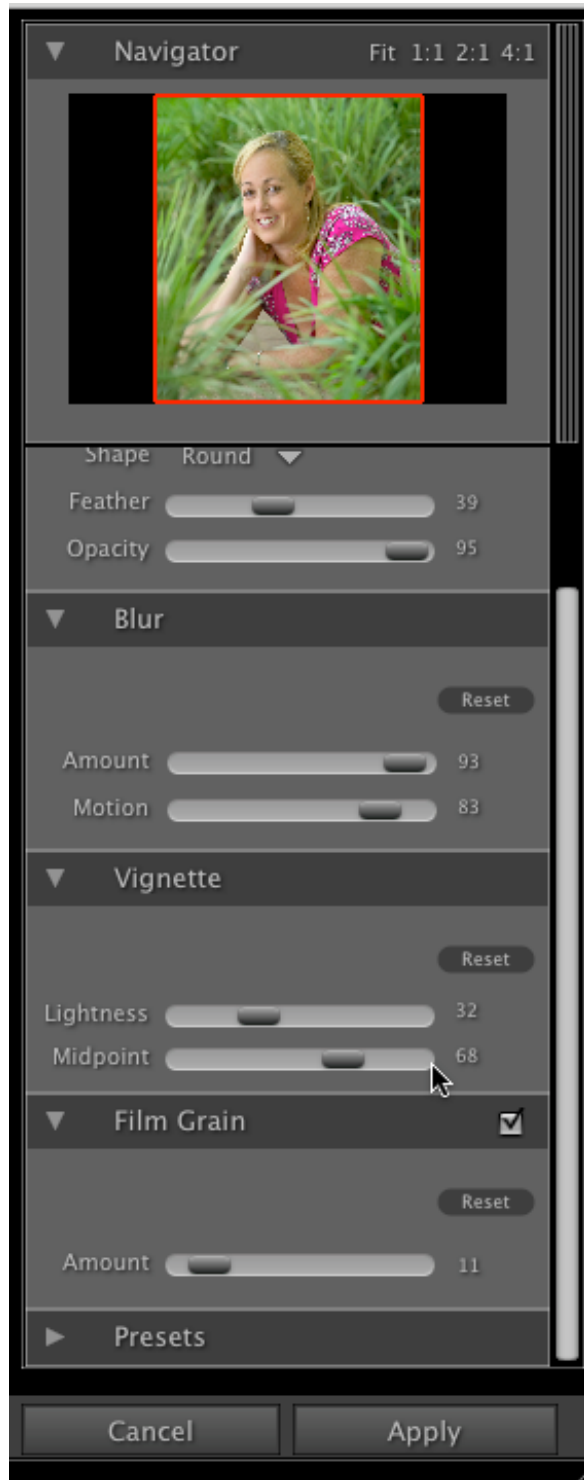 Navigator Fit 1:1 2:1 4:1
Shape Round
Feather 39
Opacity 95
Blur
Reset
Amount 93
Motion 83
Vignette
Reset
Lightness 32
Midpoint 68
Film Grain
Reset
Amount 11
Presets
Cancel Apply